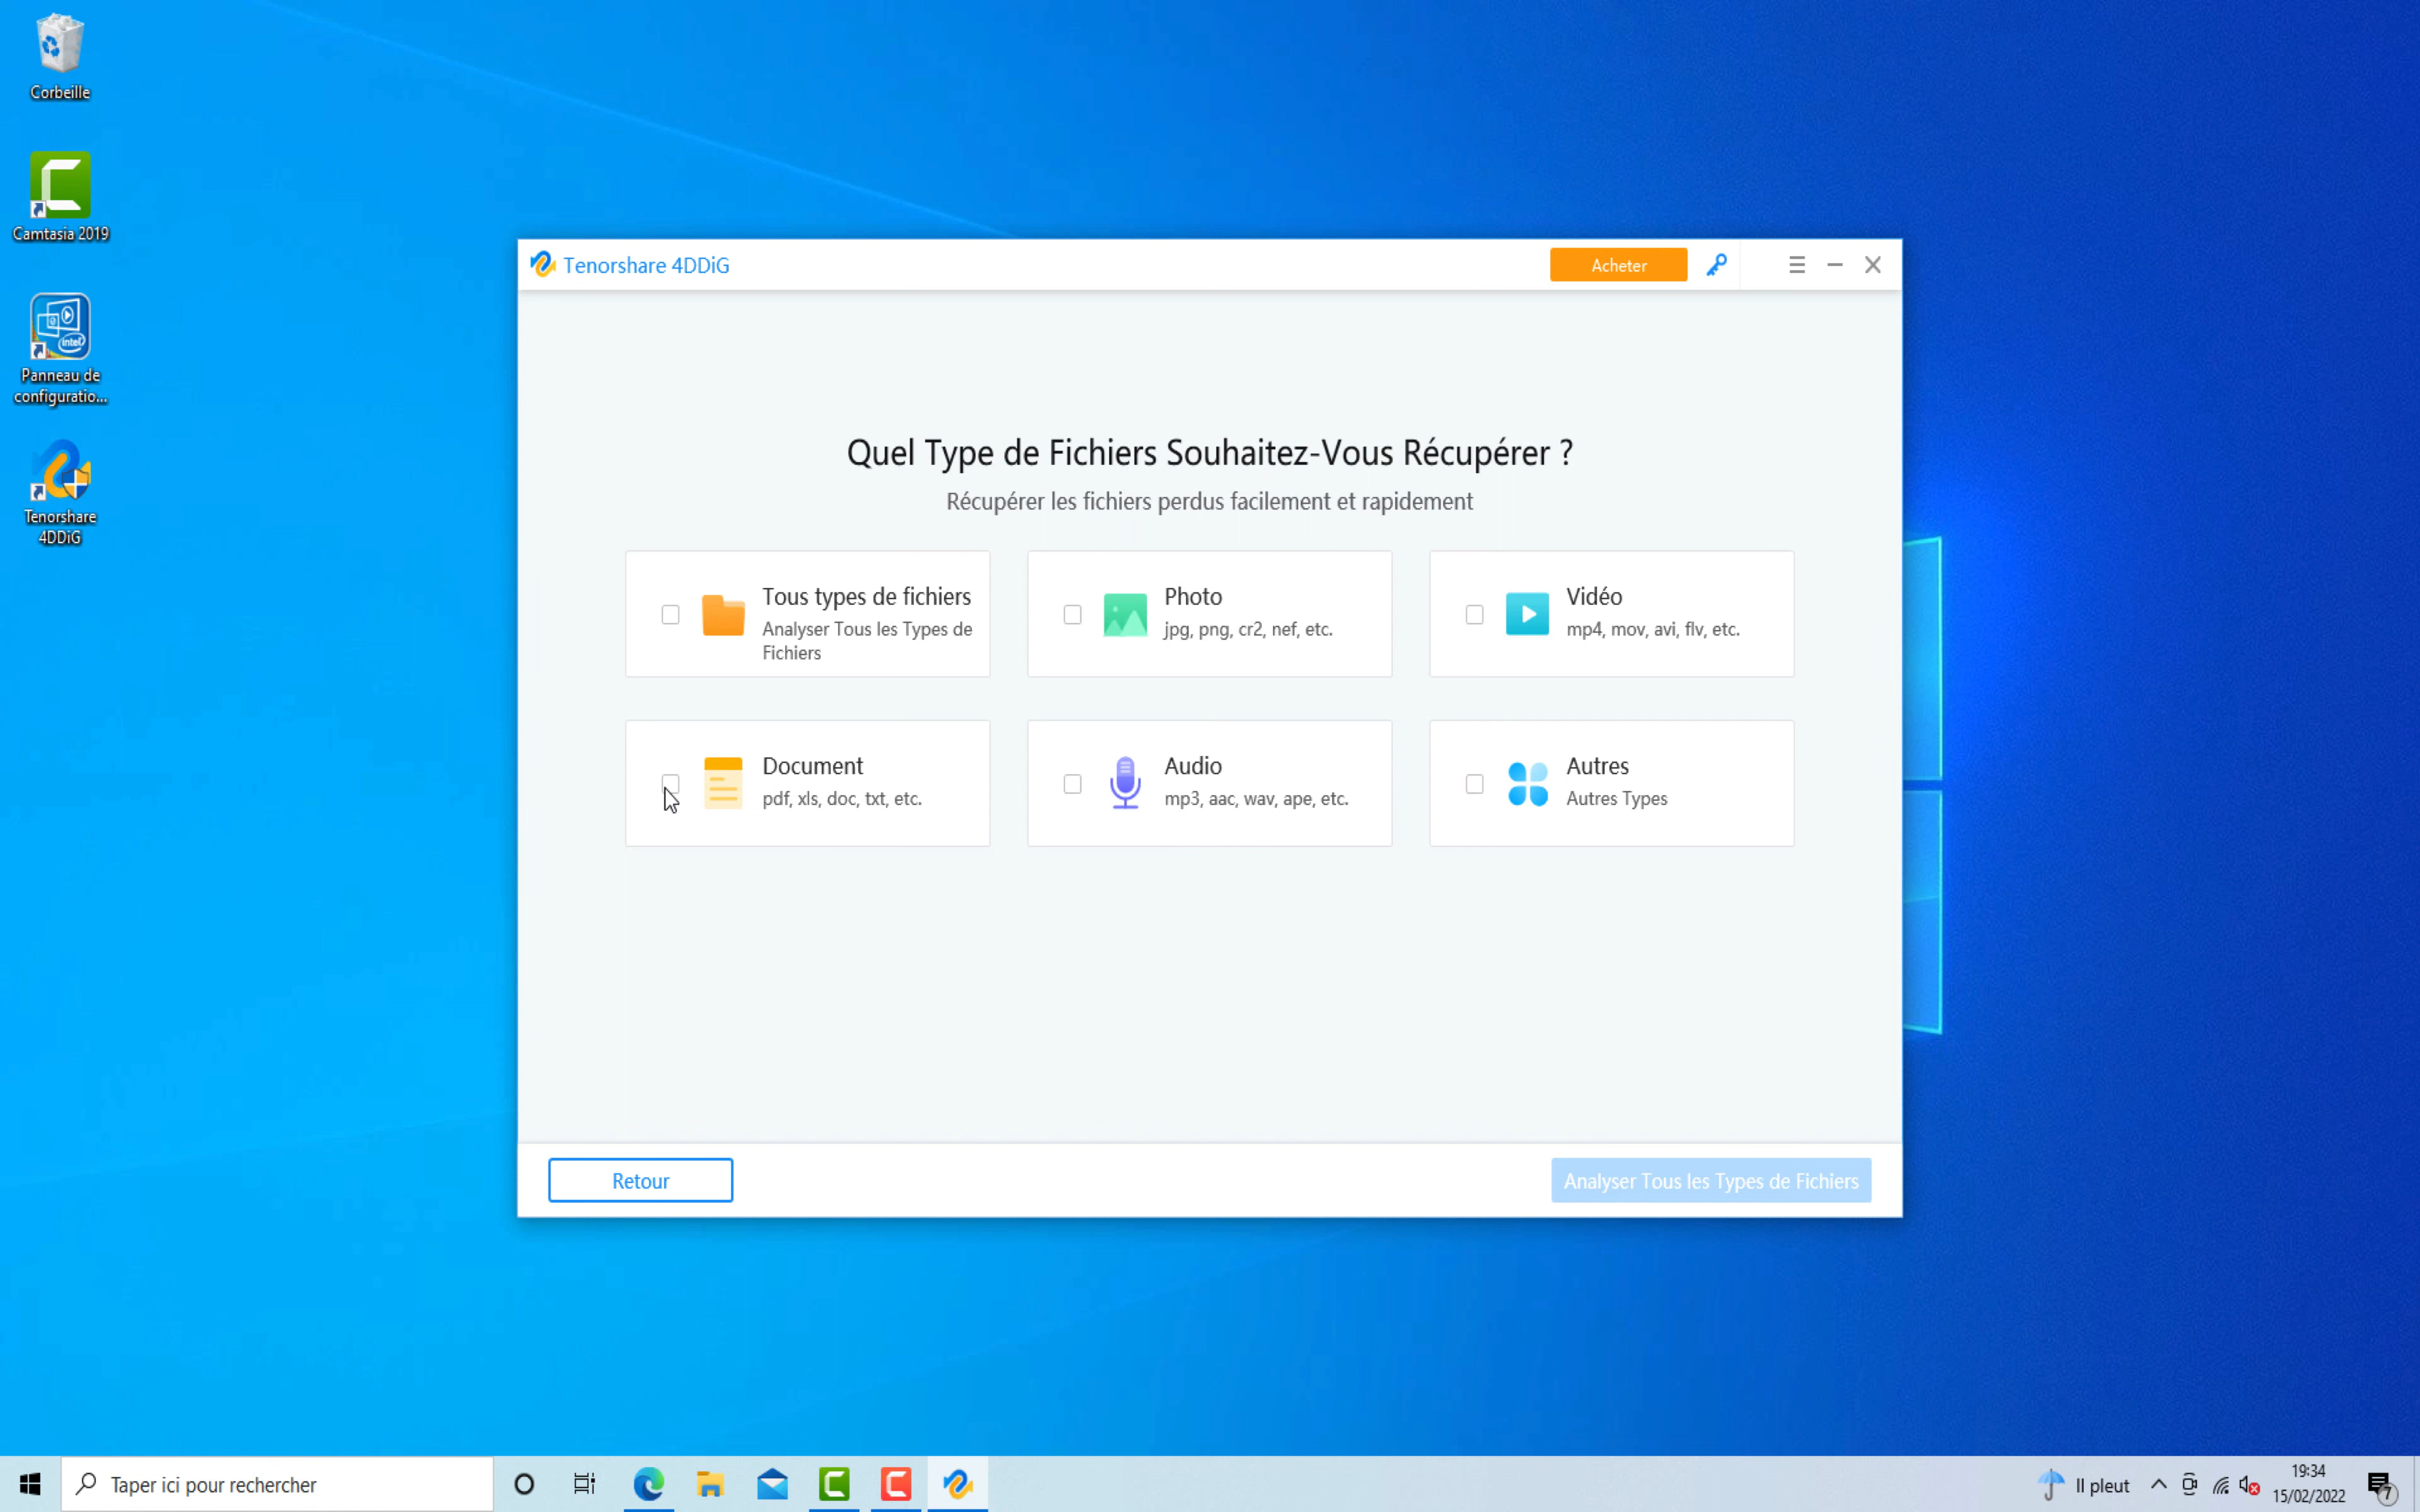 Corbeille
Camtasia 2019
Panneau de
configuratio...
Tenorshare
4DDiG
Tenorshare 4DDiG
Acheter
Quel Type de Fichiers Souhaitez-Vous Récupérer ?
Récupérer les fichiers perdus facilement et rapidement
Tous types de fichiers
Analyser Tous les Types de
Fichiers
Photo
jpg, png, cr2, nef, etc.
Vidéo
mp4, mov, avi, flv, etc.
Document
pdf, xls, doc, txt, etc.
Audio
mp3, aac, wav, ape, etc.
Autres
Autres Types
Retour
Analyser Tous les Types de Fichiers
Taper ici pour rechercher
Il pleut
19:34
15/02/2022
7
intel